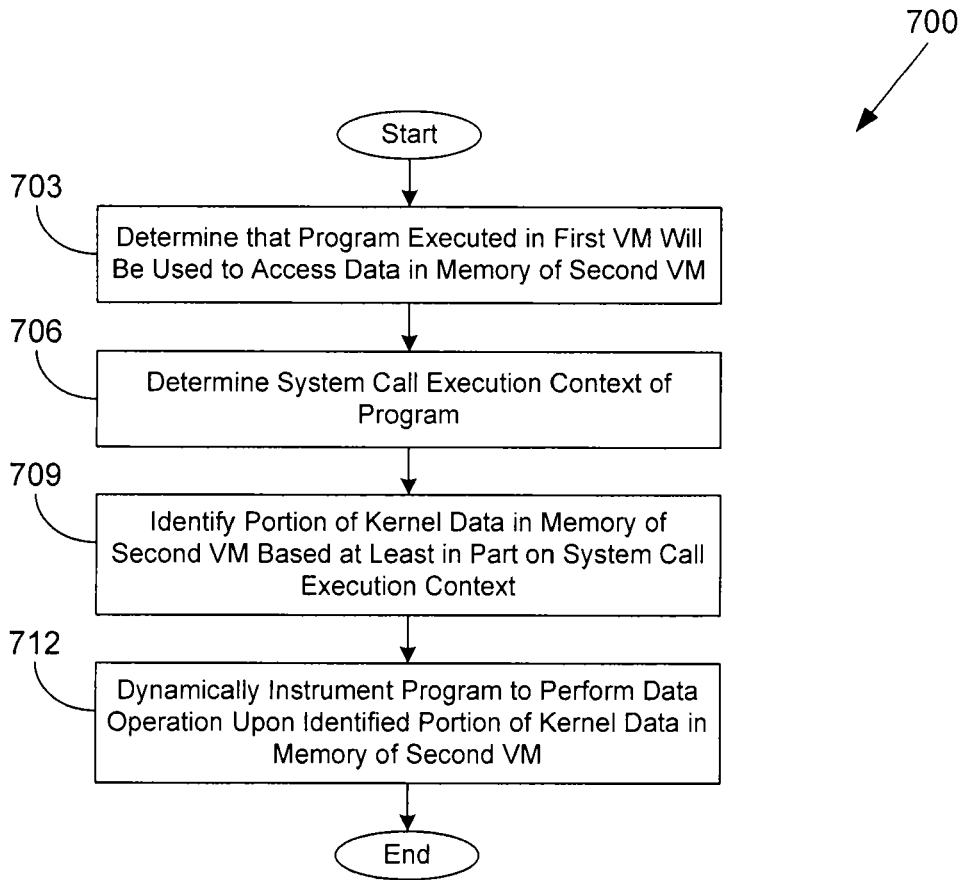 700
Start
703
Determine that Program Executed in First VM Will
Be Used to Access Data in Memory of Second VM
706
Determine System Call Execution Context of
Program
709
Identify Portion of Kernel Data in Memory of
Second VM Based at Least in Part on System Call
Execution Context
712
Dynamically Instrument Program to Perform Data
Operation Upon Identified Portion of Kernel Data in
Memory of Second VM
End